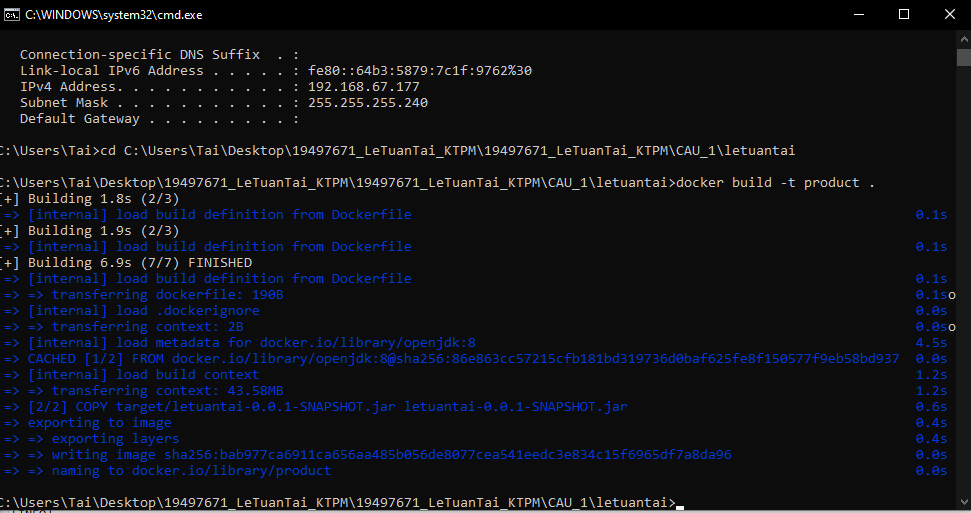 C:\WINDOWS\system32\cmd.exe
Connection-specific DNS Suffix  . :
Link-local IPv6 Address . . . . . : fe80::64b3:5879:7c1f:9762%30
IPv4 Address. . . . . . . . . . . : 192.168.67.177
Subnet Mask . . . . . . . . . . . : 255.255.255.240
Default Gateway . . . . . . . . . :
C:\Users\Tai>cd C:\Users\Tai\Desktop\19497671_LeTuanTai_KTPM\19497671_LeTuanTai_KTPM\CAU_1\letuantai
C:\Users\Tai\Desktop\19497671_LeTuanTai_KTPM\19497671_LeTuanTai_KTPM\CAU_1\letuantai>docker build -t product .
[+] Building 1.8s (2/3)
=> [internal] load build definition from Dockerfile 0.1s
[+] Building 1.9s (2/3)
=> [internal] load build definition from Dockerfile 0.1s
[+] Building 6.9s (7/7) FINISHED
=> [internal] load build definition from Dockerfile 0.1s
=> => transferring dockerfile: 190B 0.1so
=> [internal] load .dockerignore 0.0s
=> => transferring context: 2B 0.0so
=> [internal] load metadata for docker.io/library/openjdk:8 4.5s
=> CACHED [1/2] FROM docker.io/library/openjdk:8@sha256:86e863cc57215cfb181bd319736d0baf625fe8f150577f9eb58bd937 0.0s
=> [internal] load build context 1.2s
=> => transferring context: 43.58MB 1.2s
=> [2/2] COPY target/letuantai-0.0.1-SNAPSHOT.jar letuantai-0.0.1-SNAPSHOT.jar 0.6s
=> exporting to image 0.4s
=> => exporting layers 0.4s
=> => writing image sha256:bab977ca6911ca656aa485b056de8077cea541eedc3e834c15f6965df7a8da96 0.0s
=> => naming to docker.io/library/product 0.0s
C:\Users\Tai\Desktop\19497671_LeTuanTai_KTPM\19497671_LeTuanTai_KTPM\CAU_1\letuantai>